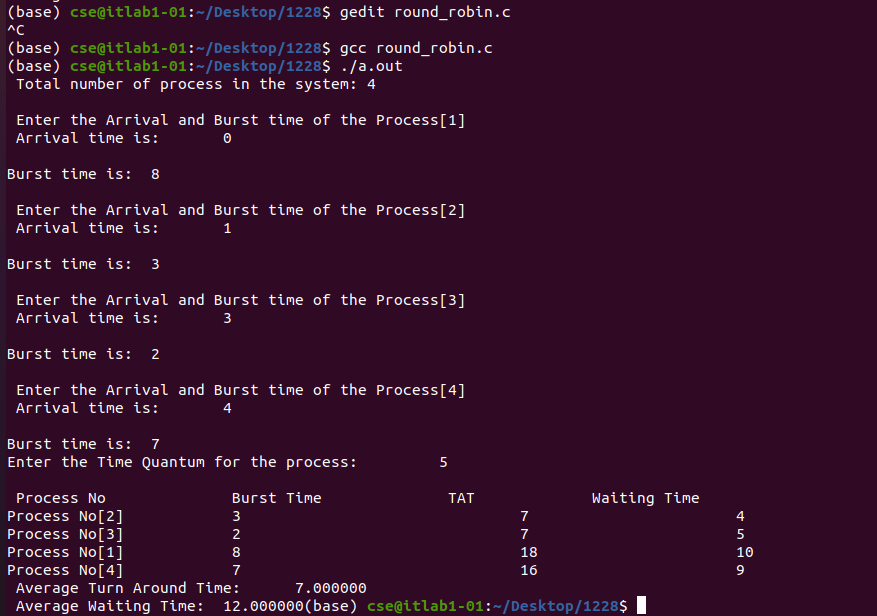 (base) cse@itlab1-01:~/Desktop/1228$ gedit round_robin.c
^C
(base) cse@itlab1-01:~/Desktop/1228$ gcc round_robin.c
(base) cse@itlab1-01:~/Desktop/1228$ ./a.out
Total number of process in the system: 4
Enter the Arrival and Burst time of the Process[1]
Arrival time is: 0
Burst time is: 8
Enter the Arrival and Burst time of the Process[2]
Arrival time is: 1
Burst time is: 3
Enter the Arrival and Burst time of the Process[3]
Arrival time is: 3
Burst time is: 2
Enter the Arrival and Burst time of the Process[4]
Arrival time is: 4
Burst time is: 7
Enter the Time Quantum for the process: 5
Process No Burst Time TAT Waiting Time
Process No[2] 3 7 4
Process No[3] 2 7 5
Process No[1] 8 18 10
Process No[4] 7 16 9
Average Turn Around Time: 7.000000
Average Waiting Time: 12.000000(base) cse@itlab1-01:~/Desktop/1228$